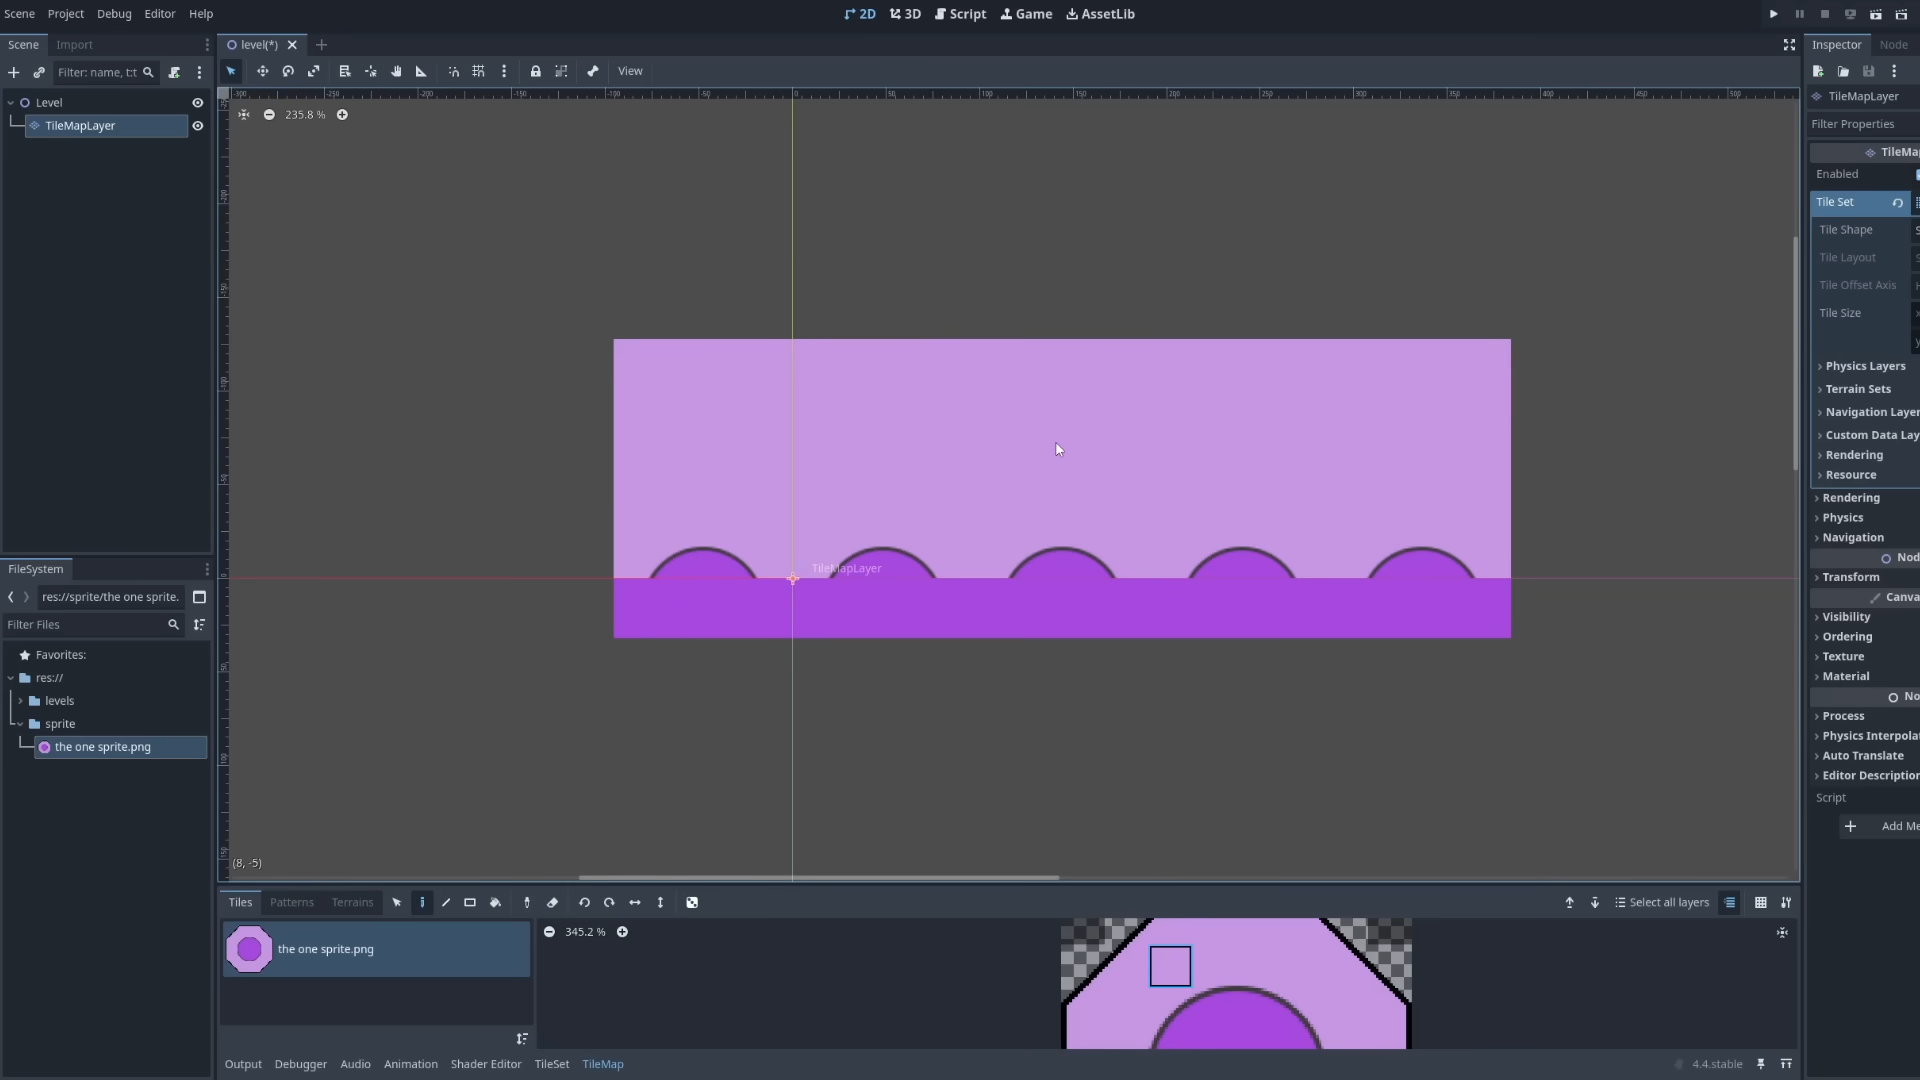 Scene Project Debug Editor Help
2D 3D Script Game AssetLib
Scene Import
level(*)
Inspector Node
Filter: name, t:t
View
TileMapLayer
Level
TileMapLayer
235.8 %
Filter Properties
TileMa
Enabled
Tile Set
Tile Shape
Tile Layout
Tile Offset Axis
Tile Size
Physics Layers
Terrain Sets
Navigation Layer
Custom Data Lay
Rendering
Resource
Rendering
Physics
Navigation
Nod
Transform
Canva
Visibility
Ordering
Texture
Material
No
Process
Physics Interpola
Auto Translate
Editor Description
Script
Add Me
TileMapLayer
(8, -5)
FileSystem
res://sprite/the one sprite.
Filter Files
Favorites:
res://
levels
sprite
the one sprite.png
Tiles Patterns Terrains
Select all layers
the one sprite.png
345.2 %
Output Debugger Audio Animation Shader Editor TileSet TileMap
4.4.stable